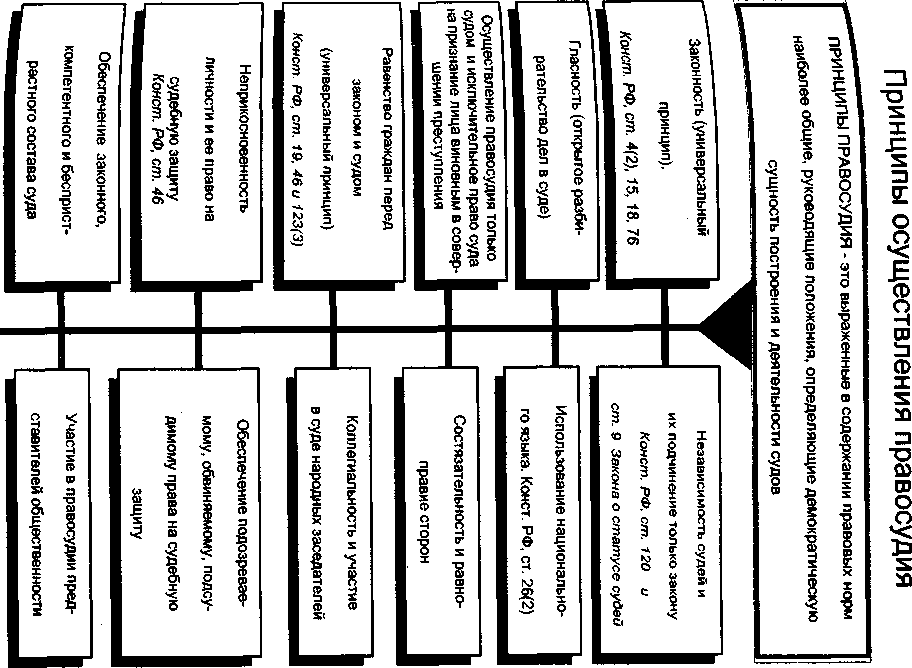 Принципы осуществления правосудия
ПРИНЦИПЫ ПРАВОСУДИЯ - это выраженные в содержании правовых норм
наиболее общие, руководящие положения, определяющие демократическую
сущность построения и деятельности судов
Законность (универсальный
принцип).
Конст. РФ, ст. 4(2), 15, 18, 76
Независимость судей и
их подчинение только закону
Конст. РФ, ст. 120 и
ст. 9 Закона о статусе судей
Гласность (открытое разби-
рательство дел в суде)
Использование национально-
го языка. Конст. РФ, ст. 26(2)
Осуществление правосудия только
судом и исключительное право суда
на признание лица виновным в совер-
шении преступления
Состязательность и равно-
правие сторон
Равенство граждан перед
законом и судом
(универсальный принцип)
Конст. РФ, ст. 19, 46 и 123(3)
Коллегиальность и участие
в суде народных заседателей
Неприкосновенность
личности и ее право на
судебную защиту
Конст. РФ, ст. 46
Обеспечение подозревае-
мому, обвиняемому, подсу-
димому права на судебную
защиту
Обеспечение законного,
компетентного и беспристі-
растного состава суда
Участие в правосудии пред-
ставителей общественности